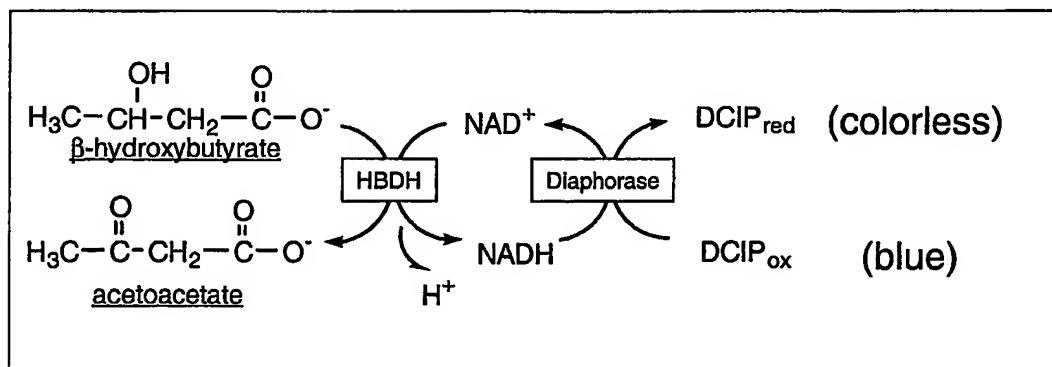 OH O
H₃C−CH−CH₂−C−O⁻
β-hydroxybutyrate
NAD⁺ DCIPred (colorless)
HBDH Diaphorase
O O
H₃C−C−CH₂−C−O⁻
acetoacetate
NADH DCIPox (blue)
H⁺